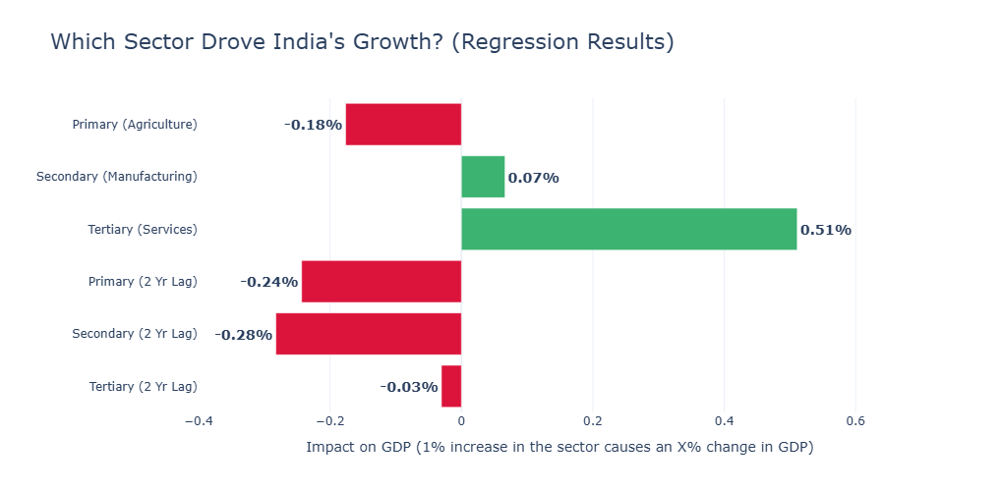 Which Sector Drove India's Growth? (Regression Results)
Primary (Agriculture)
-0.18%
Secondary (Manufacturing)
0.07%
Tertiary (Services)
0.51%
Primary (2 Yr Lag)
-0.24%
Secondary (2 Yr Lag)
-0.28%
Tertiary (2 Yr Lag)
-0.03%
−0.4 −0.2 0 0.2 0.4 0.6
Impact on GDP (1% increase in the sector causes an X% change in GDP)